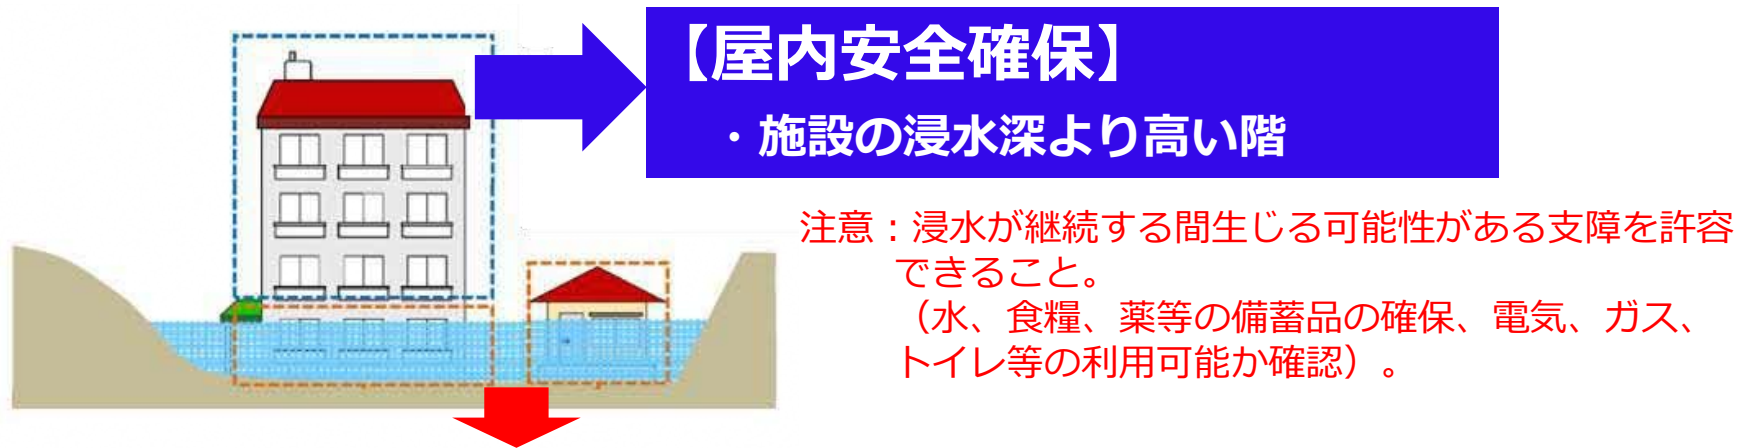 【屋内安全確保】
・施設の浸水深より高い階
注意：浸水が継続する間生じる可能性がある支障を許容
できること。
（水、食糧、薬等の備蓄品の確保、電気、ガス、
トイレ等の利用可能か確認）。